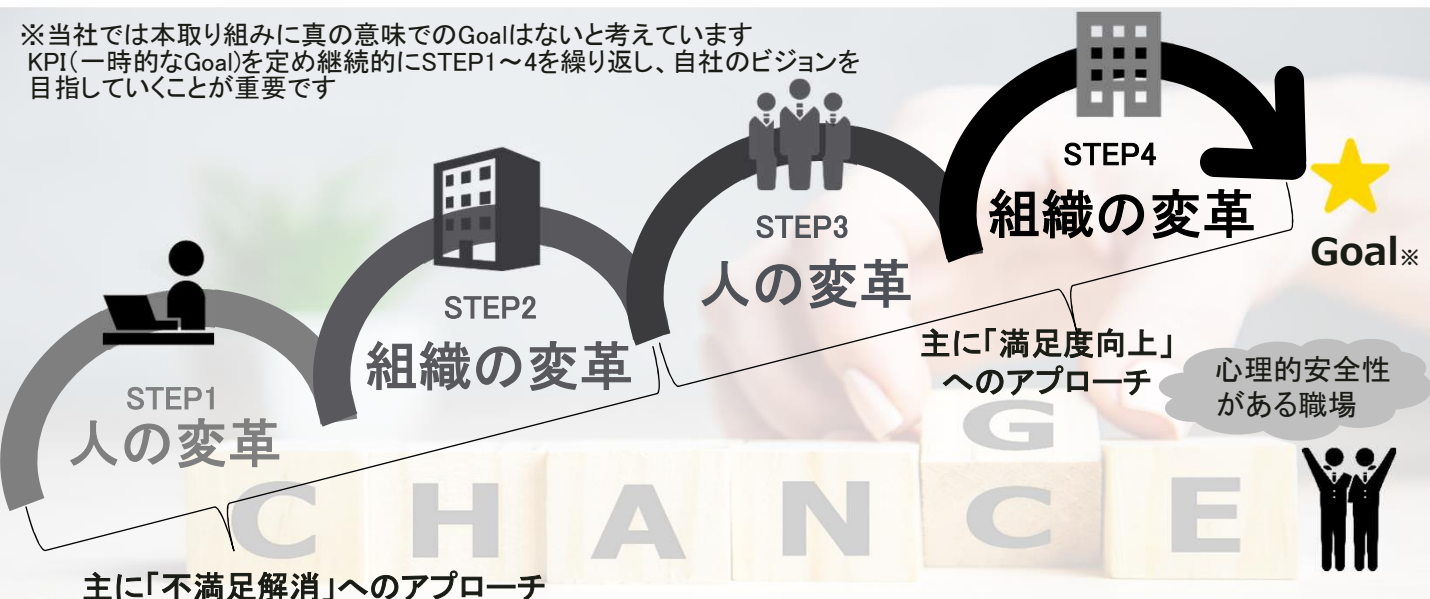 ※当社では本取り組みに真の意味でのGoalはないと考えています
KPI(一時的なGoal)を定め継続的にSTEP1～4を繰り返し、自社のビジョンを
目指していくことが重要です
STEP1
人の変革
STEP2
組織の変革
STEP3
人の変革
STEP4
組織の変革
Goal※
主に「不満足解消」へのアプローチ
主に「満足度向上」
へのアプローチ
心理的安全性
がある職場
G
CHANCE